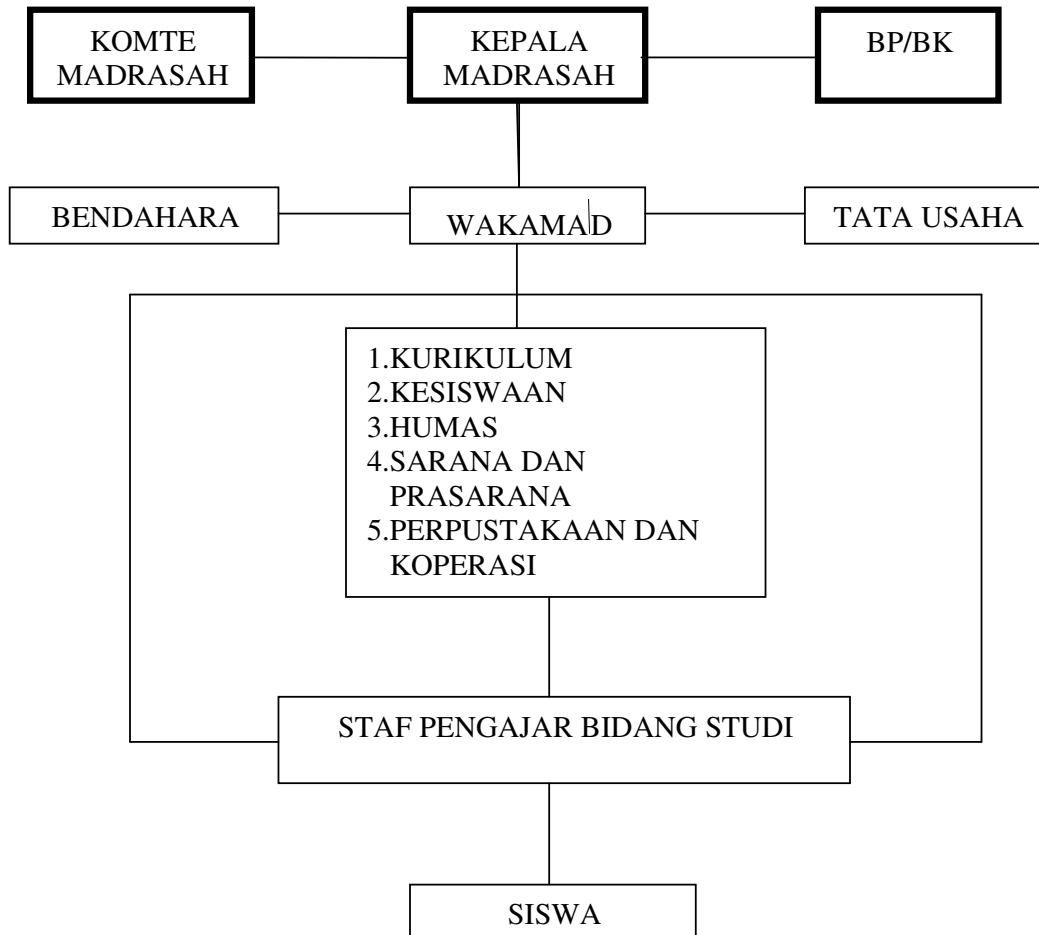 KOMTE
MADRASAH
KEPALA
MADRASAH
BP/BK
BENDAHARA
WAKAMAD
TATA USAHA
1.KURIKULUM
2.KESISWAAN
3.HUMAS
4.SARANA DAN
PRASARANA
5.PERPUSTAKAAN DAN
KOPERASI
STAF PENGAJAR BIDANG STUDI
SISWA